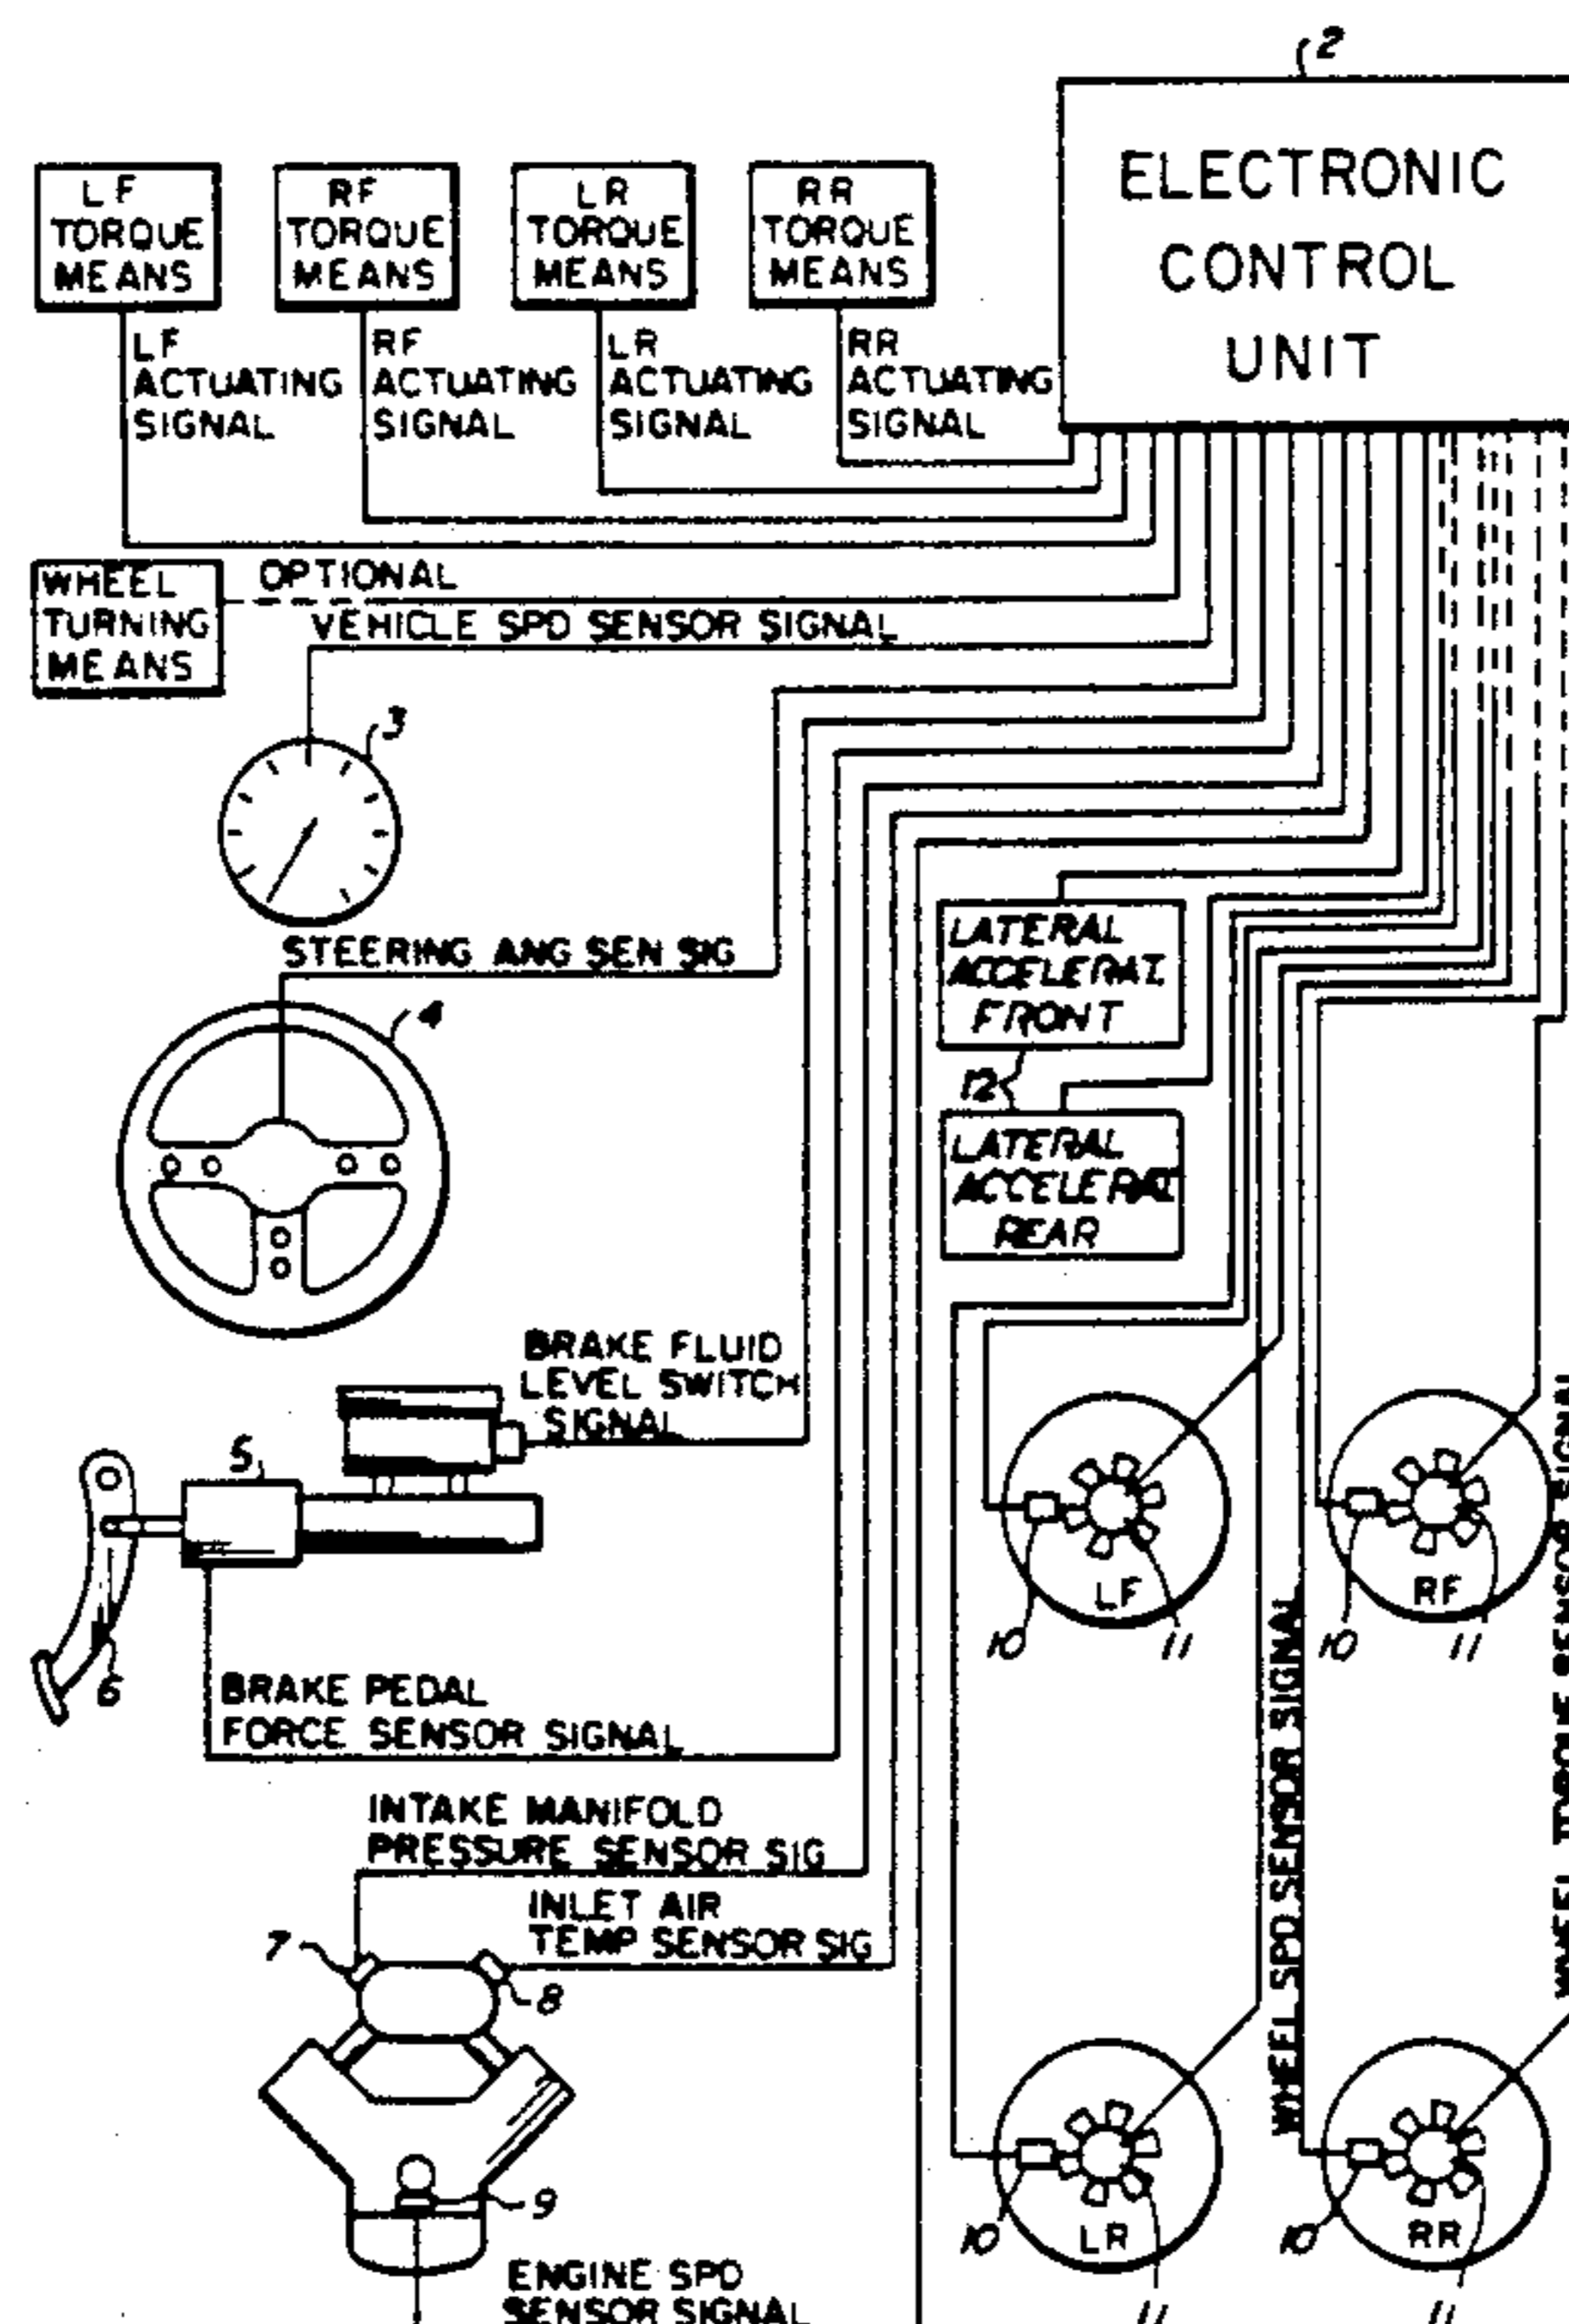 2
ELECTRONIC
CONTROL
UNIT
LF
TORQUE
MEANS
RF
TORQUE
MEANS
LR
TORQUE
MEANS
RR
TORQUE
MEANS
LF
ACTUATING
SIGNAL
RF
ACTUATING
SIGNAL
LR
ACTUATING
SIGNAL
RR
ACTUATING
SIGNAL
WHEEL
TURNING
MEANS
OPTIONAL
VEHICLE SPD SENSOR SIGNAL
3
STEERING ANG SEN SIG
4
LATERAL
ACCELERAT.
FRONT
12
LATERAL
ACCELERAT
REAR
BRAKE FLUID
LEVEL SWITCH
SIGNAL
5
6
BRAKE PEDAL
FORCE SENSOR SIGNAL
INTAKE MANIFOLD
PRESSURE SENSOR SIG
INLET AIR
TEMP SENSOR SIG
7
8
9
ENGINE SPD
SENSOR SIGNAL
LF
10
11
RF
10
11
WHEEL SPD SENSOR SIGNAL
WHEEL TORQUE SENSOR SIGNAL
LR
10
11
RR
10
11